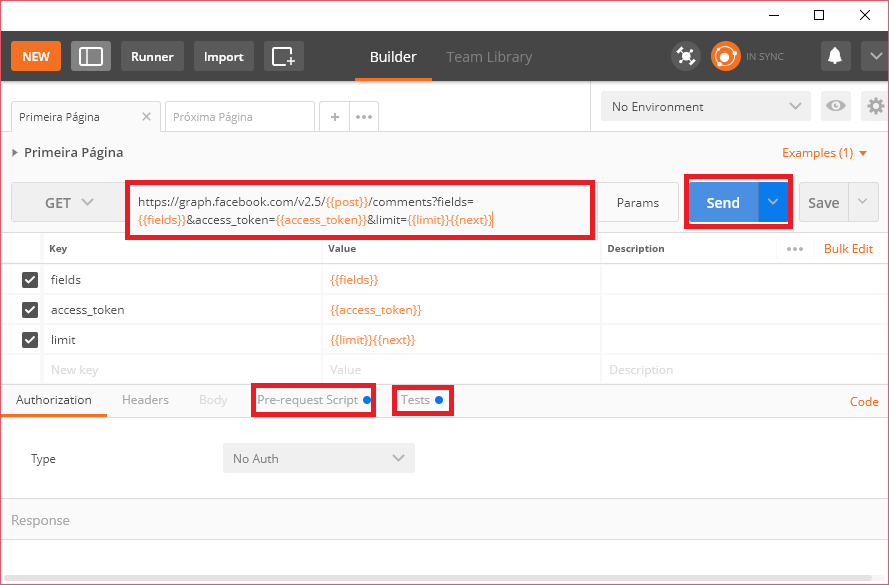 NEW Runner Import Builder Team Library IN SYNC
Primeira Página Próxima Página + No Environment
Primeira Página Examples (1)
GET https://graph.facebook.com/v2.5/{{post}}/comments?fields= Params Send Save
{{fields}}&access_token={{access_token}}&limit={{limit}}{{next}}
Key Value Description Bulk Edit
fields {{fields}}
access_token {{access_token}}
limit {{limit}}{{next}}
New key Value Description
Authorization Headers Body Pre-request Script Tests Code
Type No Auth
Response